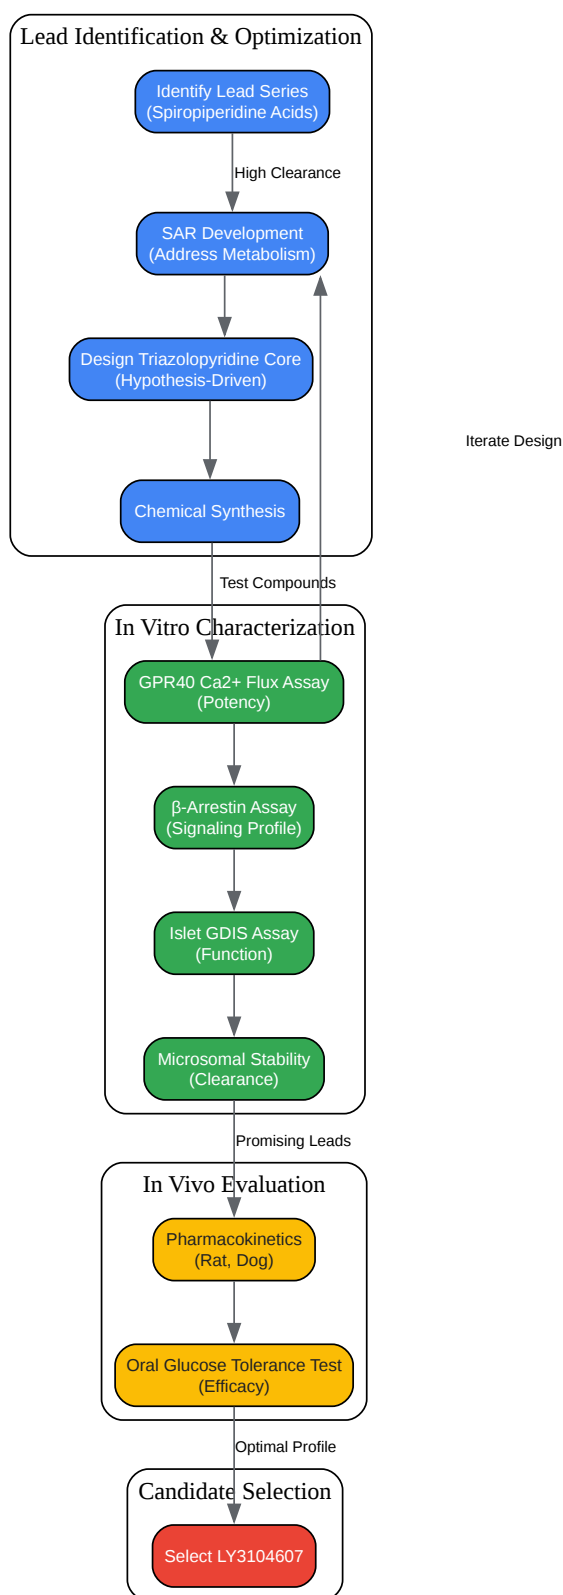 Lead Identification & Optimization
Identify Lead Series
(Spiropiperidine Acids)
High Clearance
SAR Development
(Address Metabolism)
Design Triazolopyridine Core
(Hypothesis-Driven)
Iterate Design
Chemical Synthesis
Test Compounds
In Vitro Characterization
GPR40 Ca2+ Flux Assay
(Potency)
β-Arrestin Assay
(Signaling Profile)
Islet GDIS Assay
(Function)
Microsomal Stability
(Clearance)
Promising Leads
In Vivo Evaluation
Pharmacokinetics
(Rat, Dog)
Oral Glucose Tolerance Test
(Efficacy)
Optimal Profile
Candidate Selection
Select LY3104607